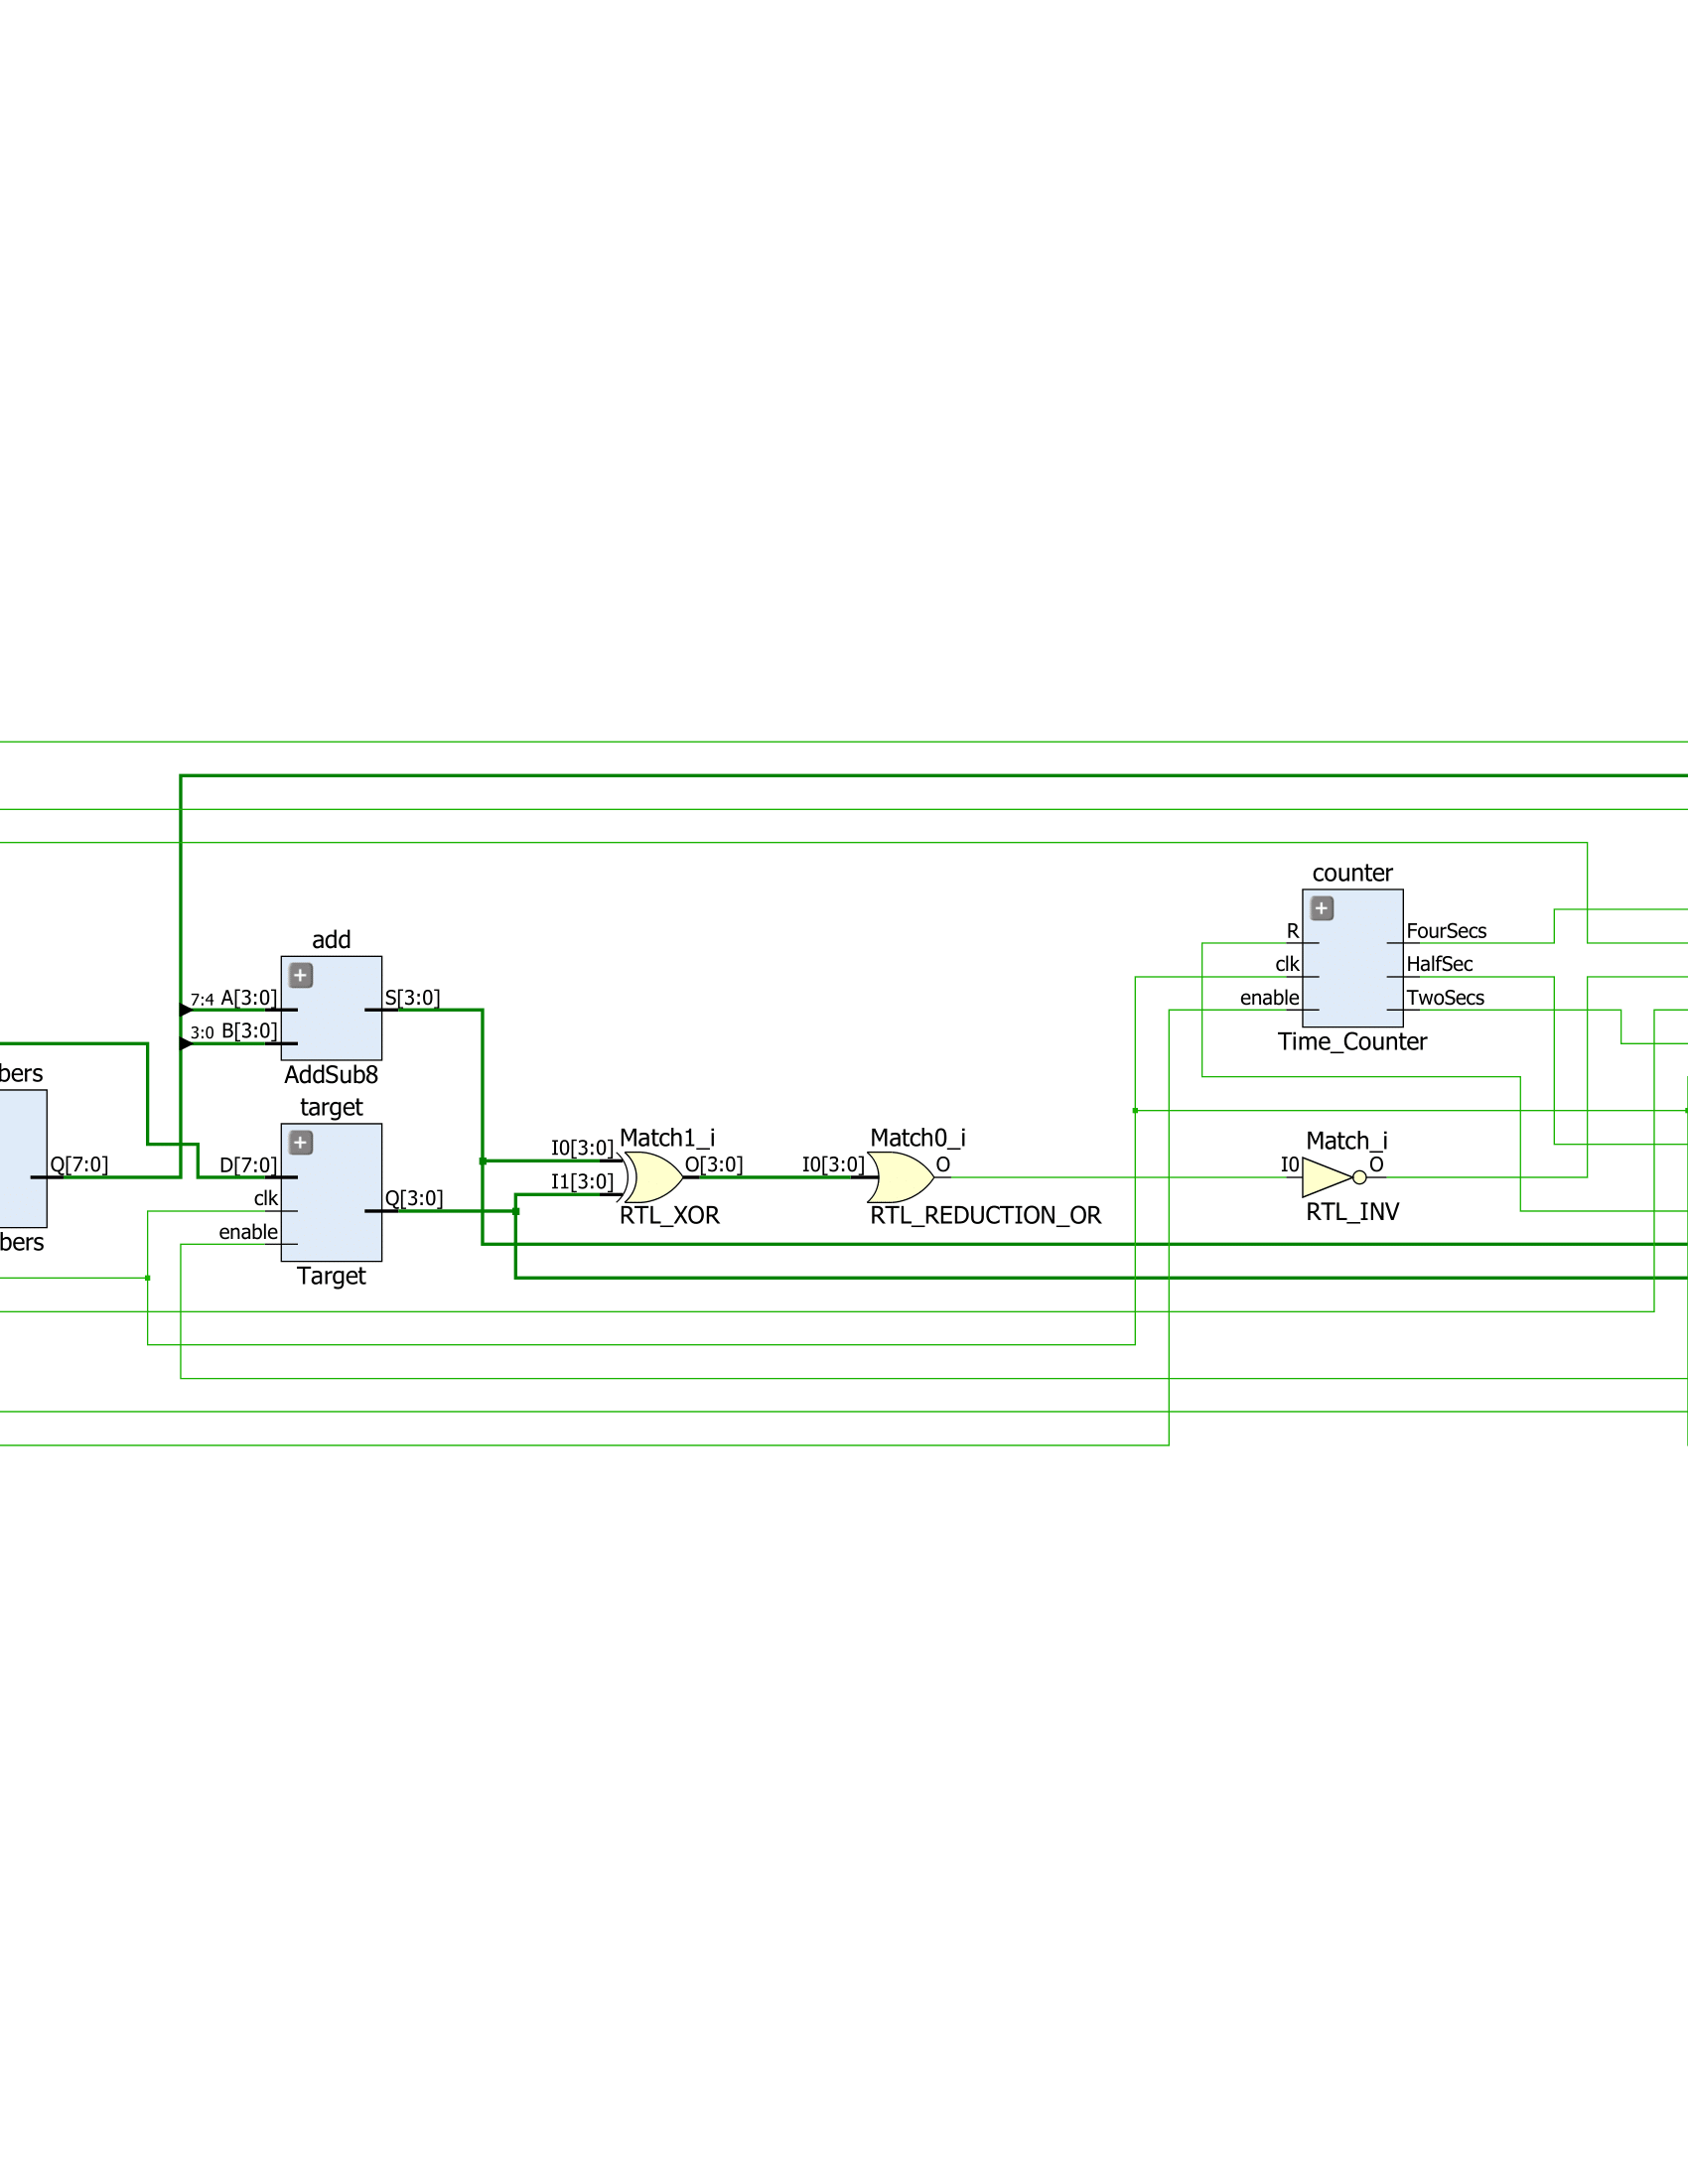 counter
R
FourSecs
clk
HalfSec
enable
TwoSecs
Time_Counter
add
7:4 A[3:0]
S[3:0]
3:0 B[3:0]
AddSub8
bers
Q[7:0]
bers
target
D[7:0]
clk
Q[3:0]
enable
Target
I0[3:0]
Match1_i
O[3:0]
I1[3:0]
RTL_XOR
I0[3:0]
Match0_i
O
RTL_REDUCTION_OR
Match_i
I0
O
RTL_INV